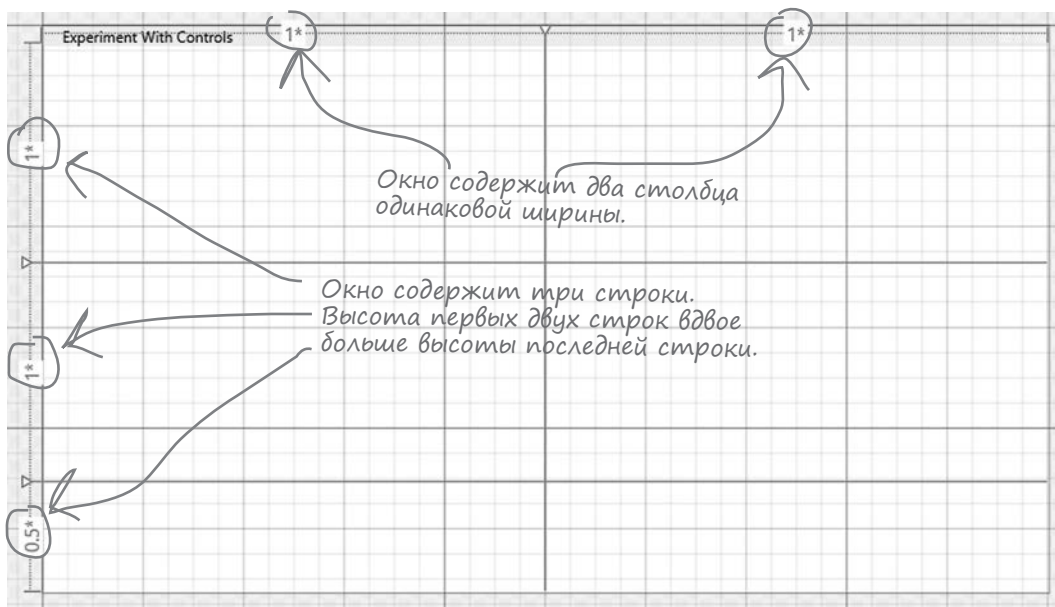 Experiment With Controls
1*
1*
1*
Окно содержит два столбца
одинаковой ширины.
Окно содержит три строки.
Высота первых двух строк вдвое
больше высоты последней строки.
1*
0.5*